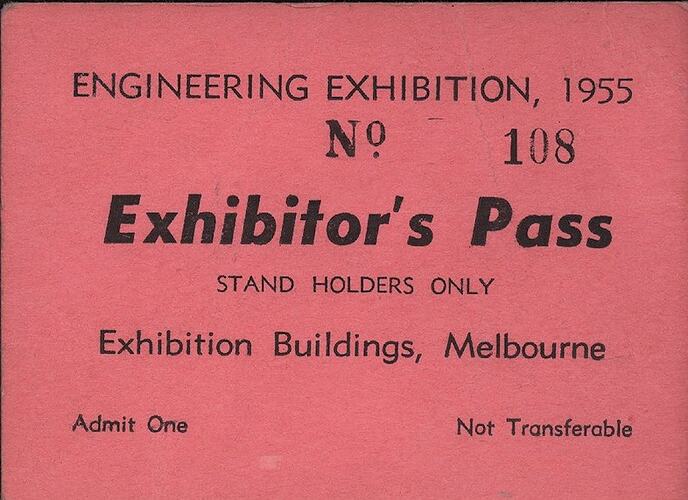 ENGINEERING EXHIBITION, 1955
Nº 108
Exhibitor's Pass
STAND HOLDERS ONLY
Exhibition Buildings, Melbourne
Admit One Not Transferable